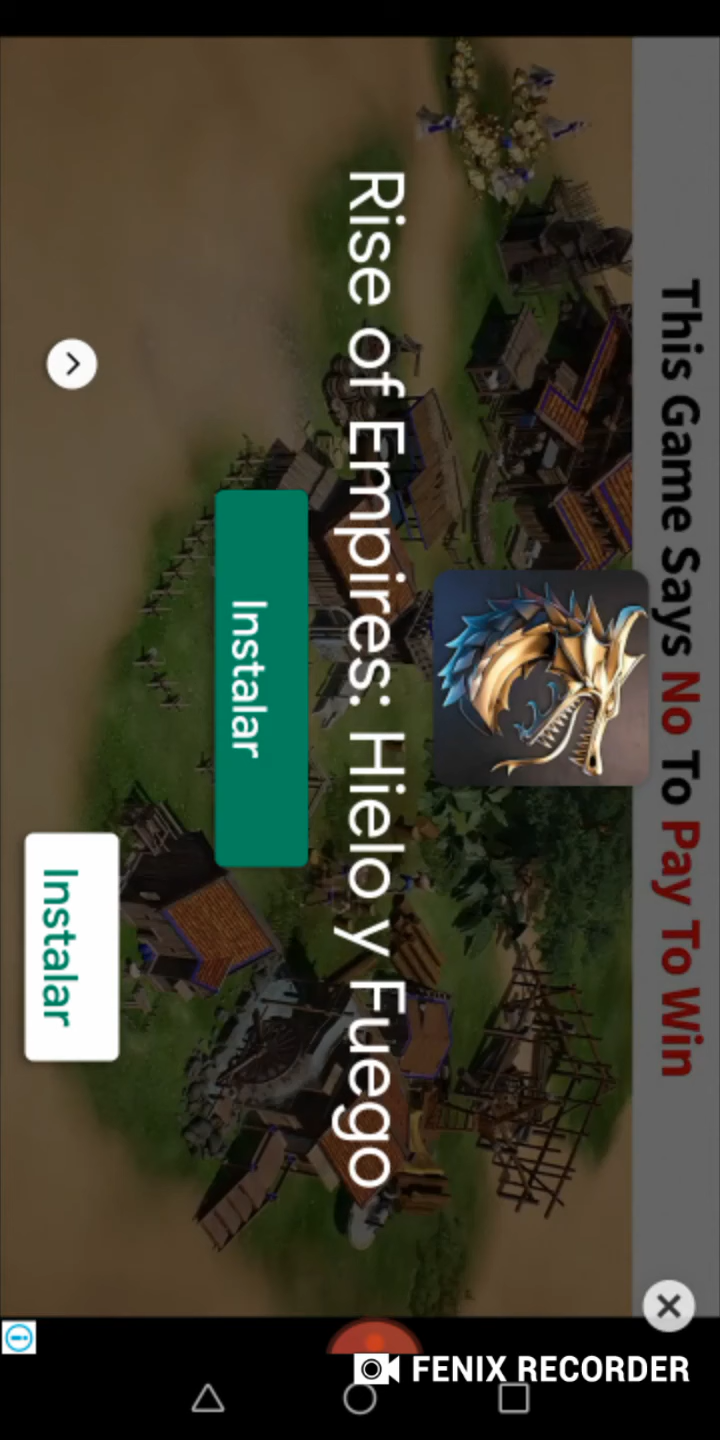 This Game Says No To Pay To Win
Rise of Empires: Hielo y Fuego
Instalar
Instalar
FENIX RECORDER